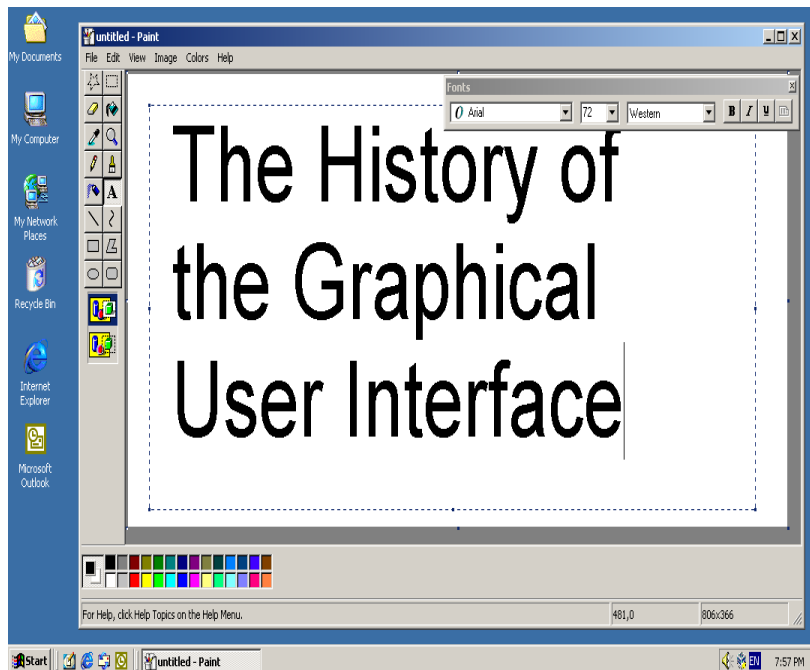 My Documents
My Computer
My Network
Places
Recycle Bin
Internet
Explorer
Microsoft
Outlook
untitled - Paint
File Edit View Image Colors Help
A
Fonts
Arial 72 Western B I U
The History of
the Graphical
User Interface
For Help, click Help Topics on the Help Menu. 481,0 806x366
Start untitled - Paint EN 7:57 PM